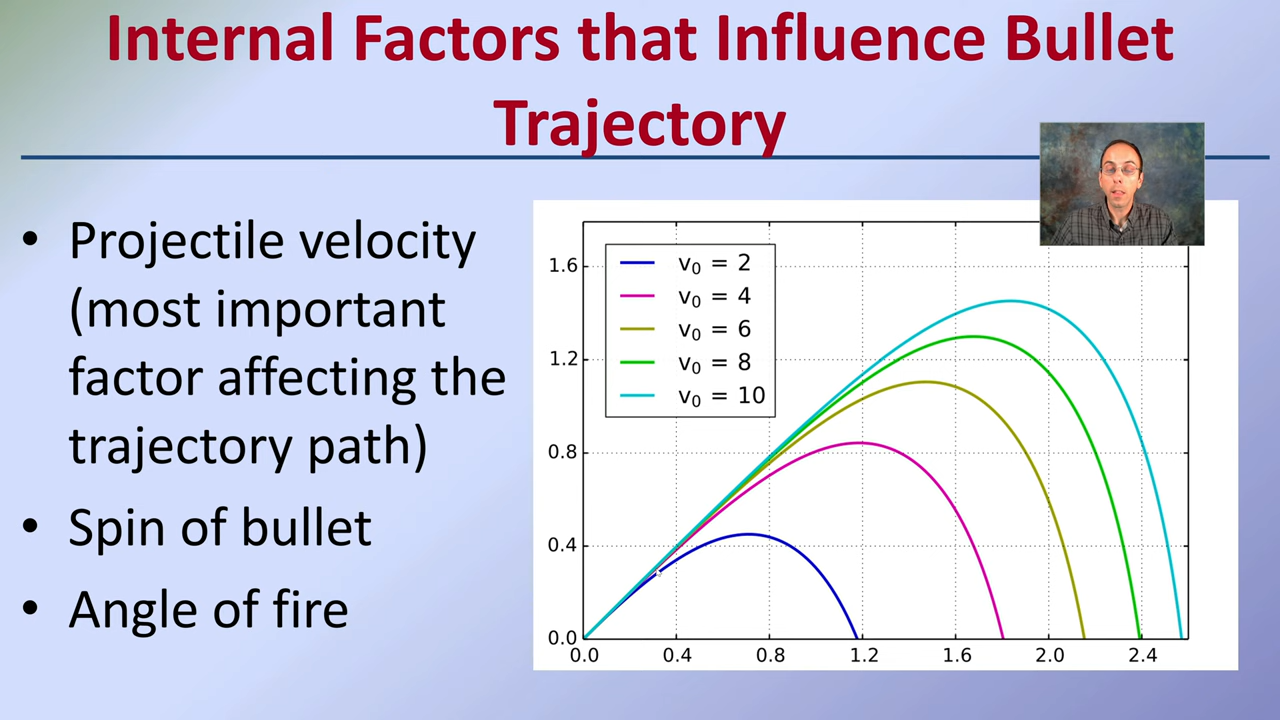 Internal Factors that Influence Bullet
Trajectory
• Projectile velocity
(most important
factor affecting the
trajectory path)
• Spin of bullet
• Angle of fire
v₀ = 2
v₀ = 4
v₀ = 6
v₀ = 8
v₀ = 10
1.6
1.2
0.8
0.4
0.0
0.0 0.4 0.8 1.2 1.6 2.0 2.4